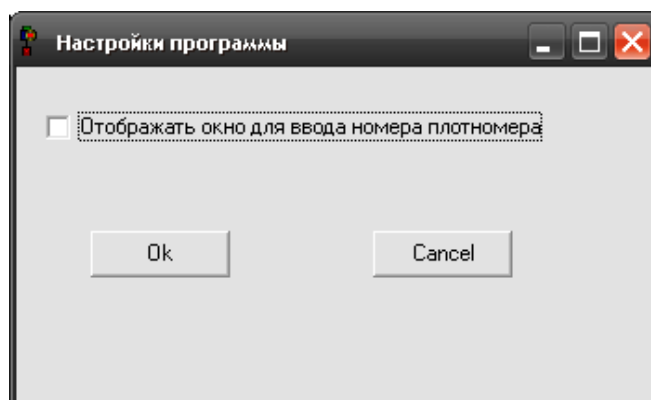 Настройки программы
Отображать окно для ввода номера плотномера
Ok
Cancel